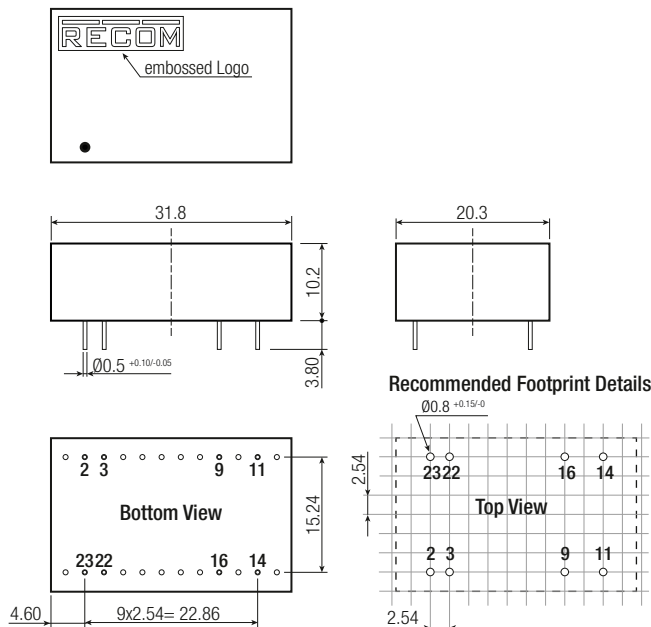 RECOM
embossed Logo
31.8
20.3
10.2
3.80
Ø0.5 +0.10/-0.05
Recommended Footprint Details
Ø0.8 +0.15/-0
2 3 9 11
Bottom View
15.24
23 22 16 14
4.60
9x2.54= 22.86
2.54
23 22 16 14
Top View
2 3 9 11
2.54